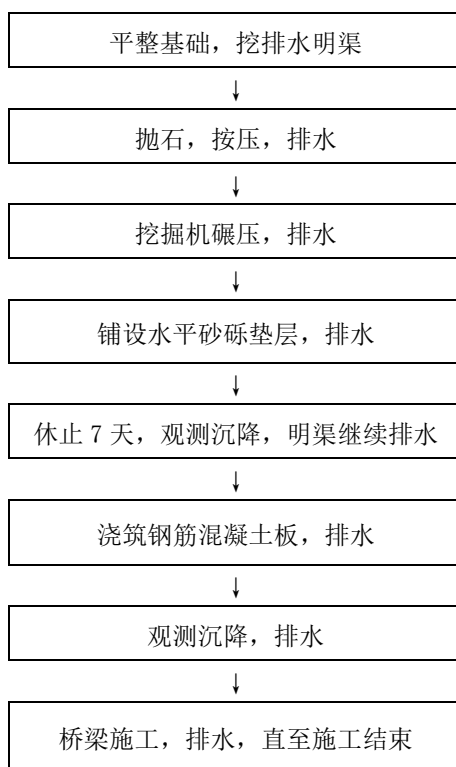 平整基础，挖排水明渠
↓
抛石，按压，排水
↓
挖掘机碾压，排水
↓
铺设水平砂砾垫层，排水
↓
休止 7 天，观测沉降，明渠继续排水
↓
浇筑钢筋混凝土板，排水
↓
观测沉降，排水
↓
桥梁施工，排水，直至施工结束